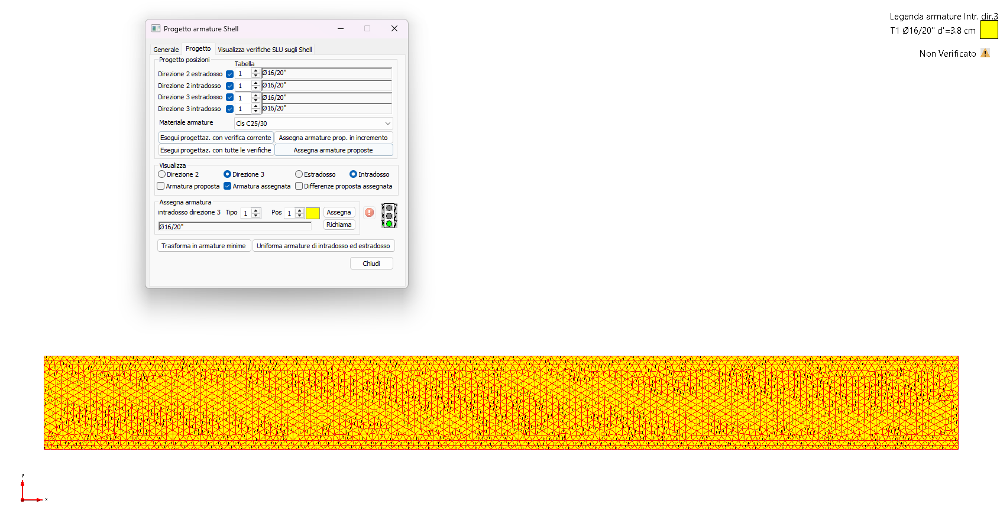 Progetto armature Shell
Generale Progetto Visualizza verifiche SLU sugli Shell
Progetto posizioni
Tabella
Direzione 2 estradosso 1 Ø16/20"
Direzione 2 intradosso 1 Ø16/20"
Direzione 3 estradosso 1 Ø16/20"
Direzione 3 intradosso 1 Ø16/20"
Materiale armature Cls C25/30
Esegui progettaz. con verifica corrente Assegna armature prop. in incremento
Esegui progettaz. con tutte le verifiche Assegna armature proposte
Visualizza
Direzione 2 Direzione 3 Estradosso Intradosso
Armatura proposta Armatura assegnata Differenze proposta assegnata
Assegna armatura
intradosso direzione 3 Tipo 1 Pos 1 Assegna
Ø16/20" Richiama
Trasforma in armature minime Uniforma armature di intradosso ed estradosso
Chiudi
Legenda armature Intr. dir.3
T1 Ø16/20" d'=3.8 cm
Non Verificato
y
x